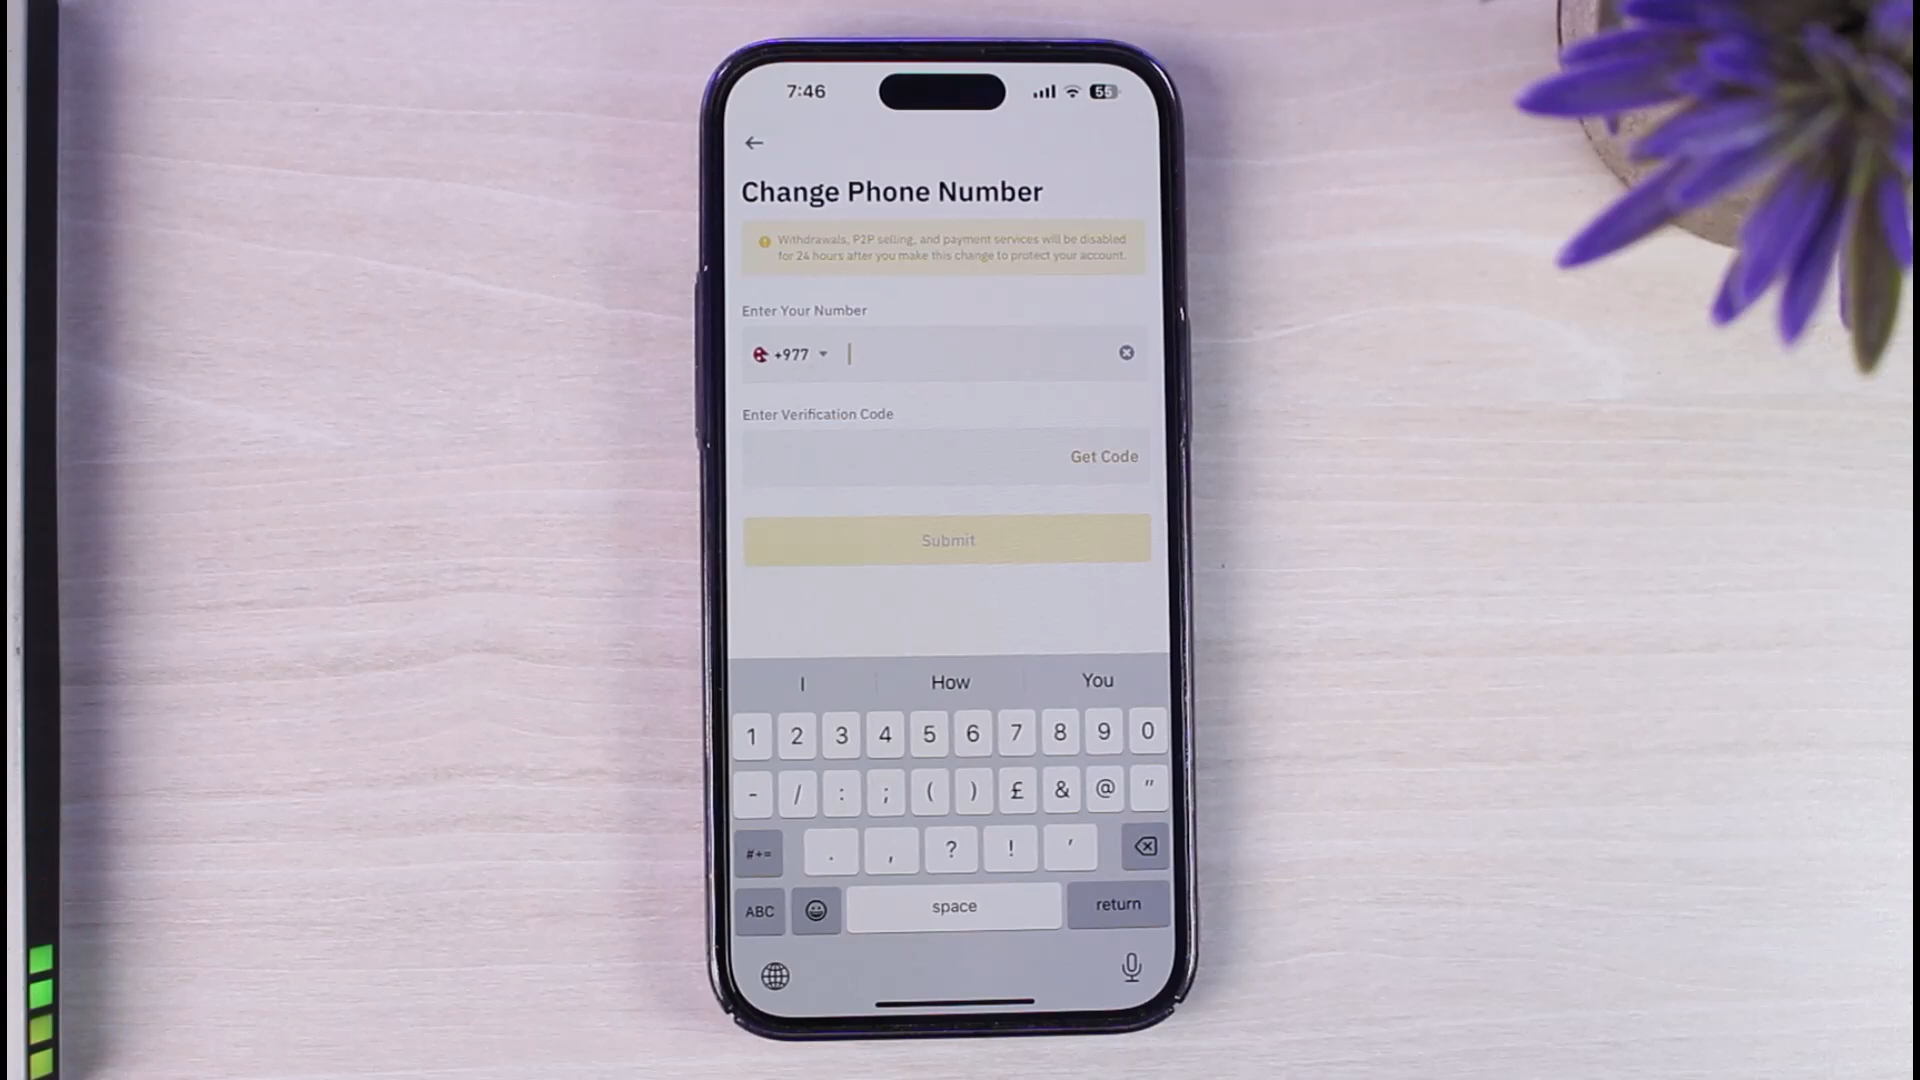 7:46
55
Change Phone Number
Withdrawals, P2P selling, and payment services will be disabled
for 24 hours after you make this change to protect your account.
Enter Your Number
+977
Enter Verification Code
Get Code
Submit
I How You
1 2 3 4 5 6 7 8 9 0
- / : ; ( ) £ & @ "
#+= . , ? ! '
ABC space return